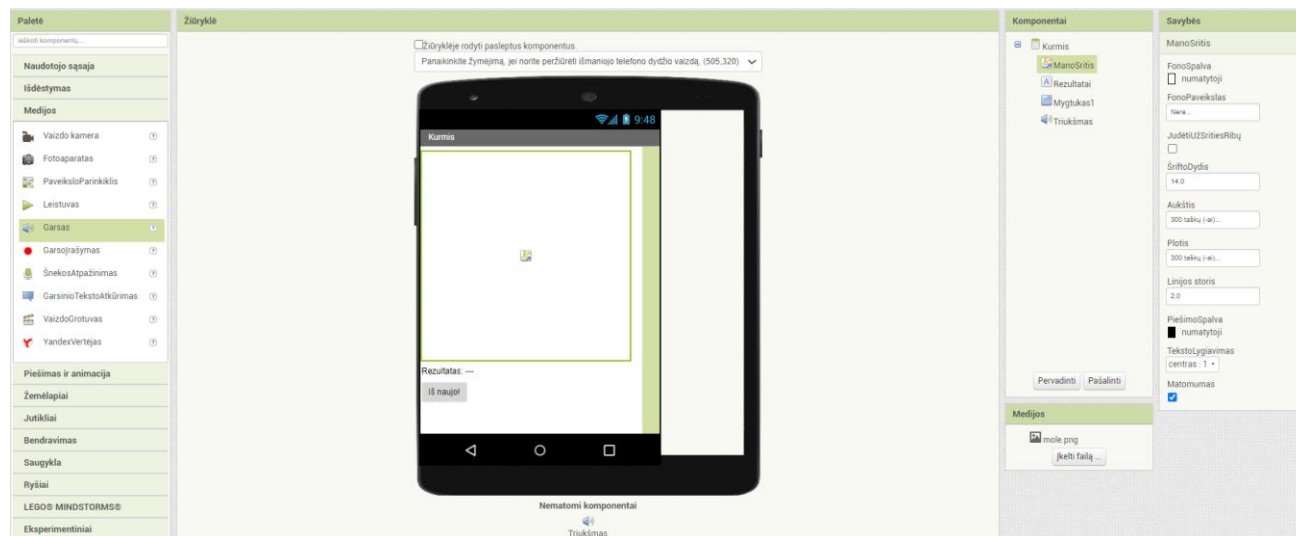 Paletė
Ieškoti komponentų...
Naudotojo sąsaja
Išdėstymas
Medijos
Vaizdo kamera
Fotoaparatas
PaveiksloParinkiklis
Leistuvas
Garsas
GarsoĮrašymas
ŠnekosAtpažinimas
GarsinioTekstoAtkūrimas
VaizdoGrotuvas
YandexVertėjas
Piešimas ir animacija
Žemėlapiai
Jutikliai
Bendravimas
Saugykla
Ryšiai
LEGO® MINDSTORMS®
Eksperimentiniai
Žiūryklė
Žiūryklėje rodyti pasleptus komponentus
Panaikinkite žymėjimą, jei norite peržiūrėti išmaniojo telefono dydžio vaizdą. (505,320)
9:48
Kurmis
Rezultatas: ---
Iš naujo!
Nematomi komponentai
Triukšmas
Komponentai
Kurmis
ManoSritis
Rezultatai
Mygtukas1
Triukšmas
Pervadinti Pašalinti
Medijos
mole.png
Įkelti failą ...
Savybės
ManoSritis
FonoSpalva
numatytoji
FonoPaveikslas
Nėra...
JudėtiUžSritiesRibų
ŠriftoDydis
14.0
Aukštis
300 taškų (-ai)...
Plotis
300 taškų (-ai)...
Linijos storis
2.0
PiešimoSpalva
numatytoji
TekstoLygiavimas
centras : 1
Matomumas